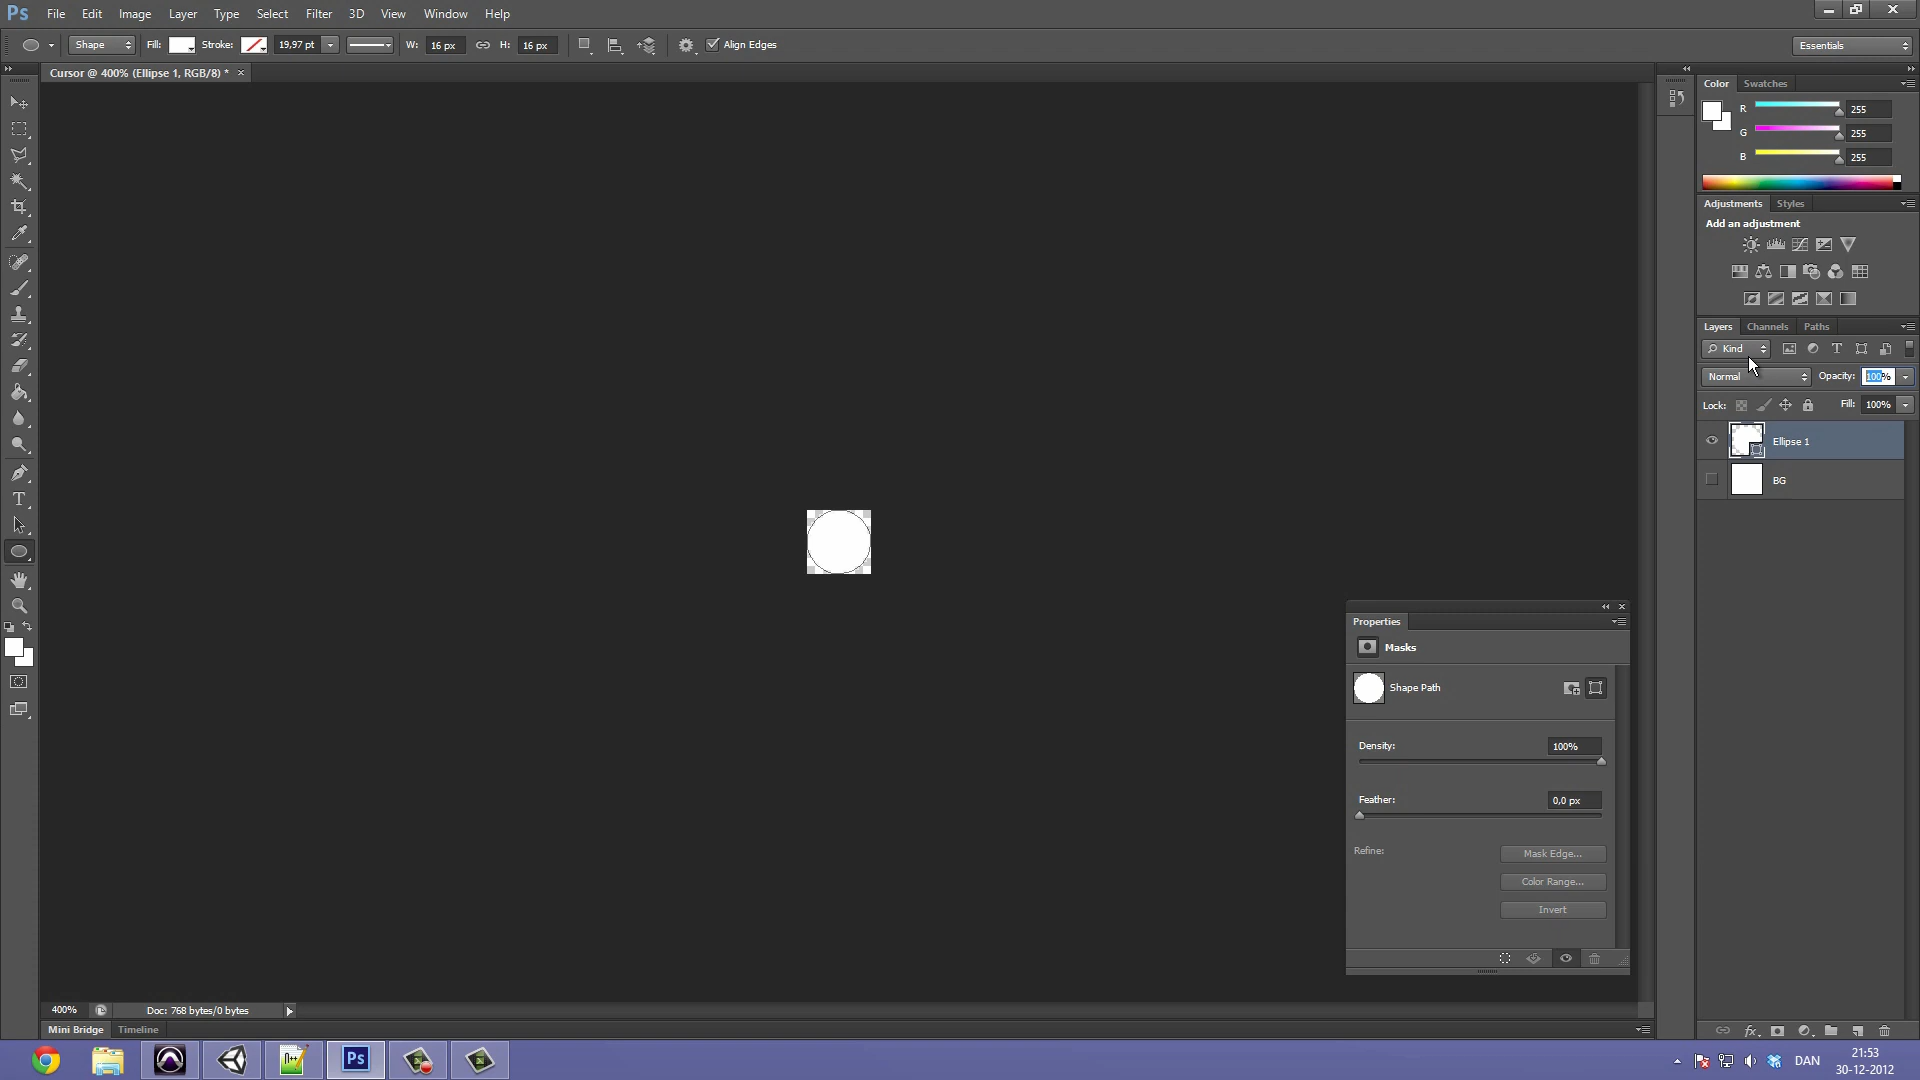 Ps File Edit Image Layer Type Select Filter 3D View Window Help
Shape Fill: Stroke: 19,97 pt W: 16 px H: 16 px Align Edges Essentials
Cursor @ 400% (Ellipse 1, RGB/8) *
Color Swatches
R 255
G 255
B 255
Adjustments Styles
Add an adjustment
Layers Channels Paths
Kind
Normal Opacity: 100%
Lock: Fill: 100%
Ellipse 1
BG
Properties
Masks
Shape Path
Density: 100%
Feather: 0,0 px
Refine: Mask Edge...
Color Range...
Invert
400% Doc: 768 bytes/0 bytes
Mini Bridge Timeline
Ps DAN 21:53
30-12-2012